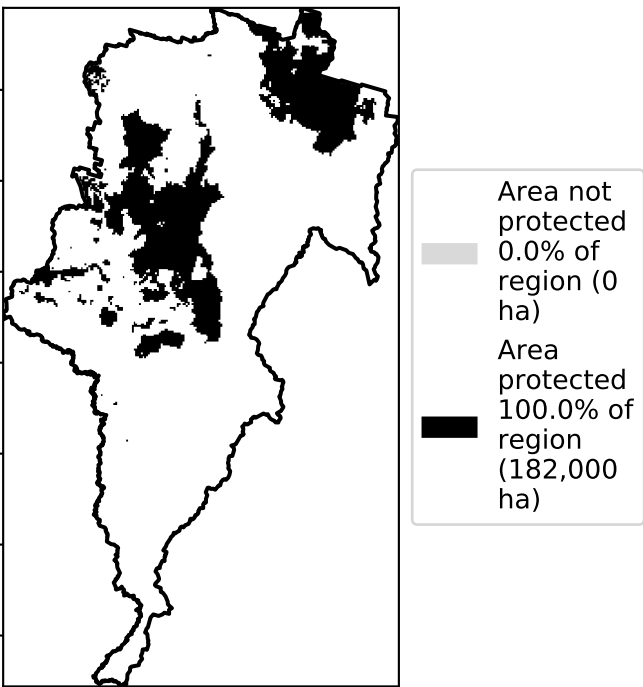 Area not
protected
0.0% of
region (0
ha)
Area
protected
100.0% of
region
(182,000
ha)